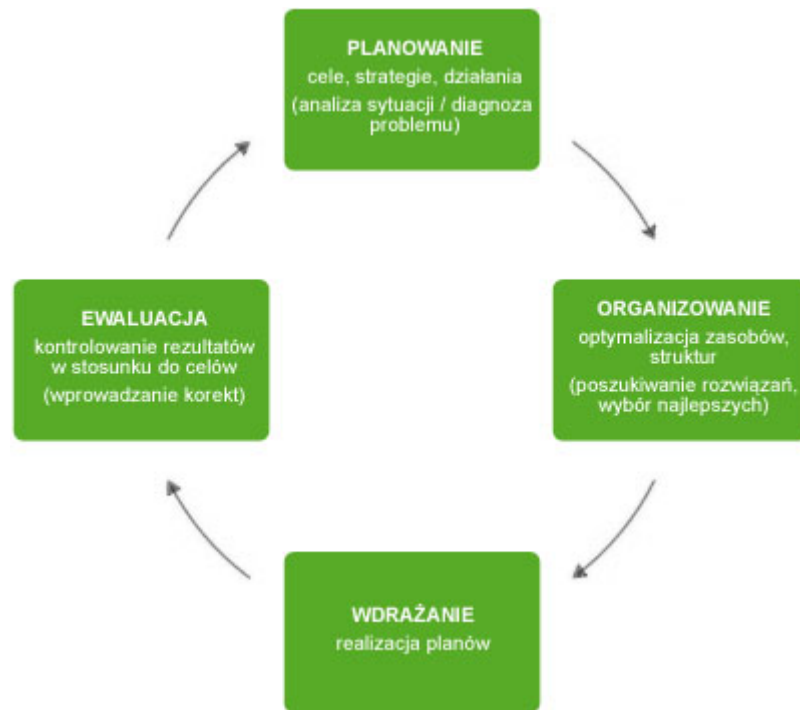 PLANOWANIE
cele, strategie, działania
(analiza sytuacji / diagnoza
problemu)
ORGANIZOWANIE
optymalizacja zasobów,
struktur
(poszukiwanie rozwiązań,
wybór najlepszych)
WDRAŻANIE
realizacja planów
EWALUACJA
kontrolowanie rezultatów
w stosunku do celów
(wprowadzanie korekt)